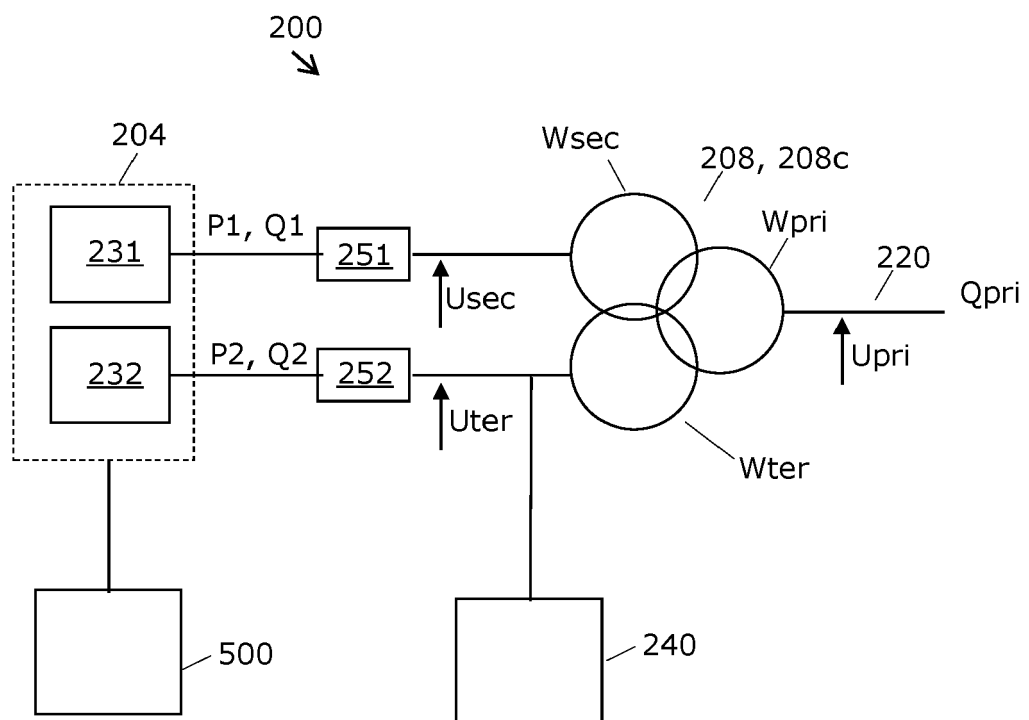 200
204
Wsec
208, 208c
Wpri
231
P1, Q1
251
Usec
220
Qpri
232
P2, Q2
252
Uter
Upri
Wter
500
240